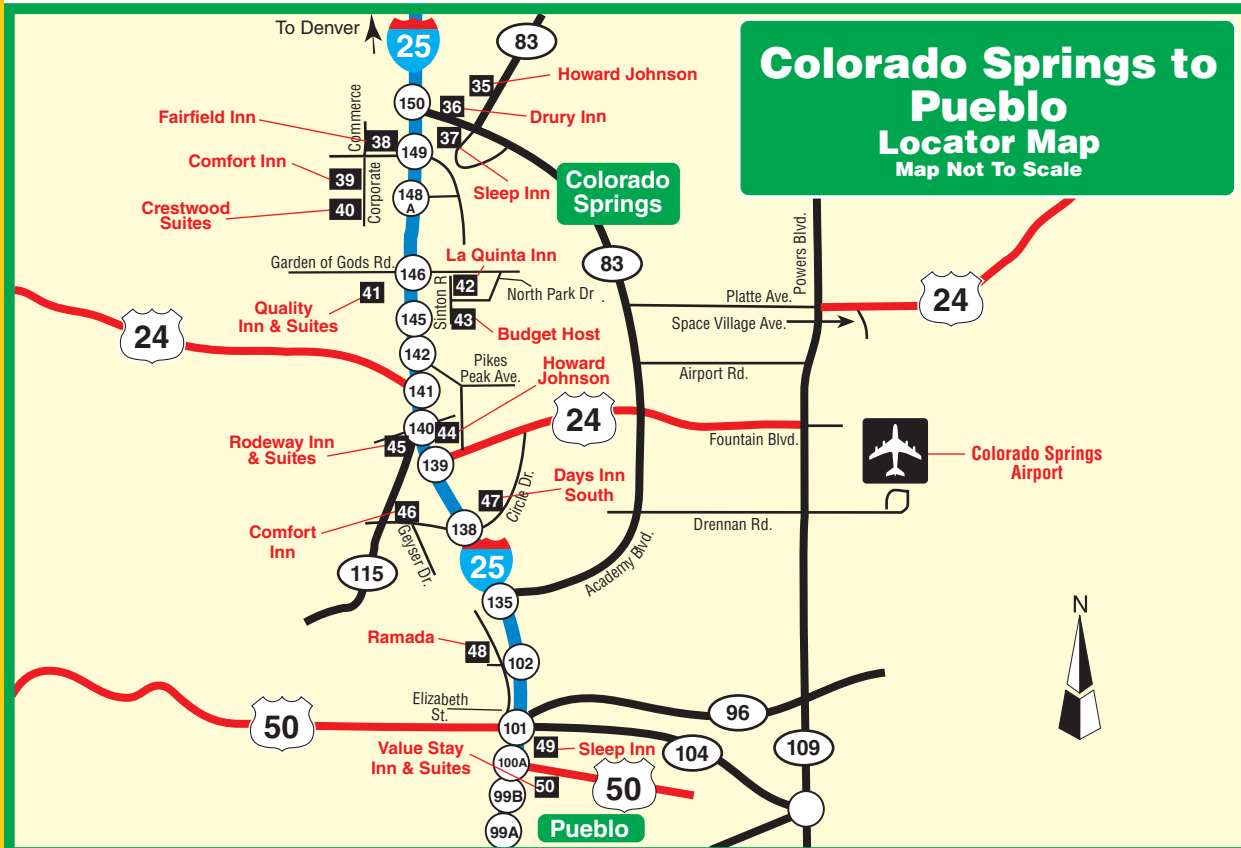 To Denver
25
83
Colorado Springs to
Pueblo
Locator Map
Map Not To Scale
35
Howard Johnson
150
36
Drury Inn
Commerce
Fairfield Inn
38
37
149
Comfort Inn
39
Sleep Inn
Corporate
148
A
Crestwood
Suites
40
Colorado
Springs
83
Powers Blvd.
Garden of Gods Rd.
146
La Quinta Inn
42
North Park Dr .
Sinton R
41
Quality
Inn & Suites
145
43
Budget Host
Platte Ave.
24
Space Village Ave.
24
142
Pikes
Peak Ave.
Howard
Johnson
Airport Rd.
141
140
44
24
Fountain Blvd.
Rodeway Inn
& Suites
45
139
Colorado Springs
Airport
47
Days Inn
South
Circle Dr.
46
Comfort
Inn
Geyser Dr.
138
Drennan Rd.
115
25
Academy Blvd.
135
N
Ramada
48
102
Elizabeth
St.
50
101
96
104
109
Value Stay
Inn & Suites
49
Sleep Inn
100A
50
50
99B
Pueblo
99A